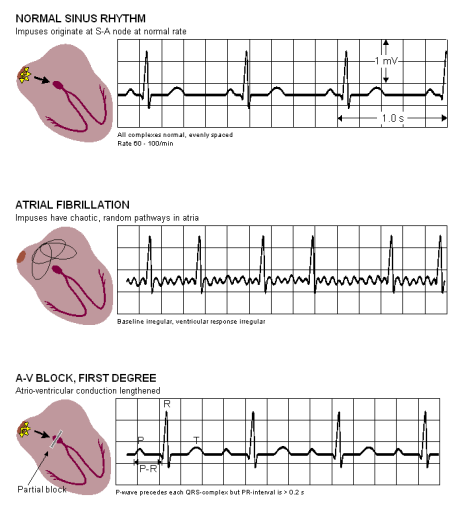 NORMAL SINUS RHYTHM
Impuses originate at S-A node at normal rate
1 mV
1.0 s
All complexes normal, evenly spaced
Rate 60 - 100/min
ATRIAL FIBRILLATION
Impuses have chaotic, random pathways in atria
Baseline irregular, ventricular response irregular
A-V BLOCK, FIRST DEGREE
Atrio-ventricular conduction lengthened
R
P
T
P-R
Partial block
P-wave precedes each QRS-complex but PR-interval is > 0.2 s